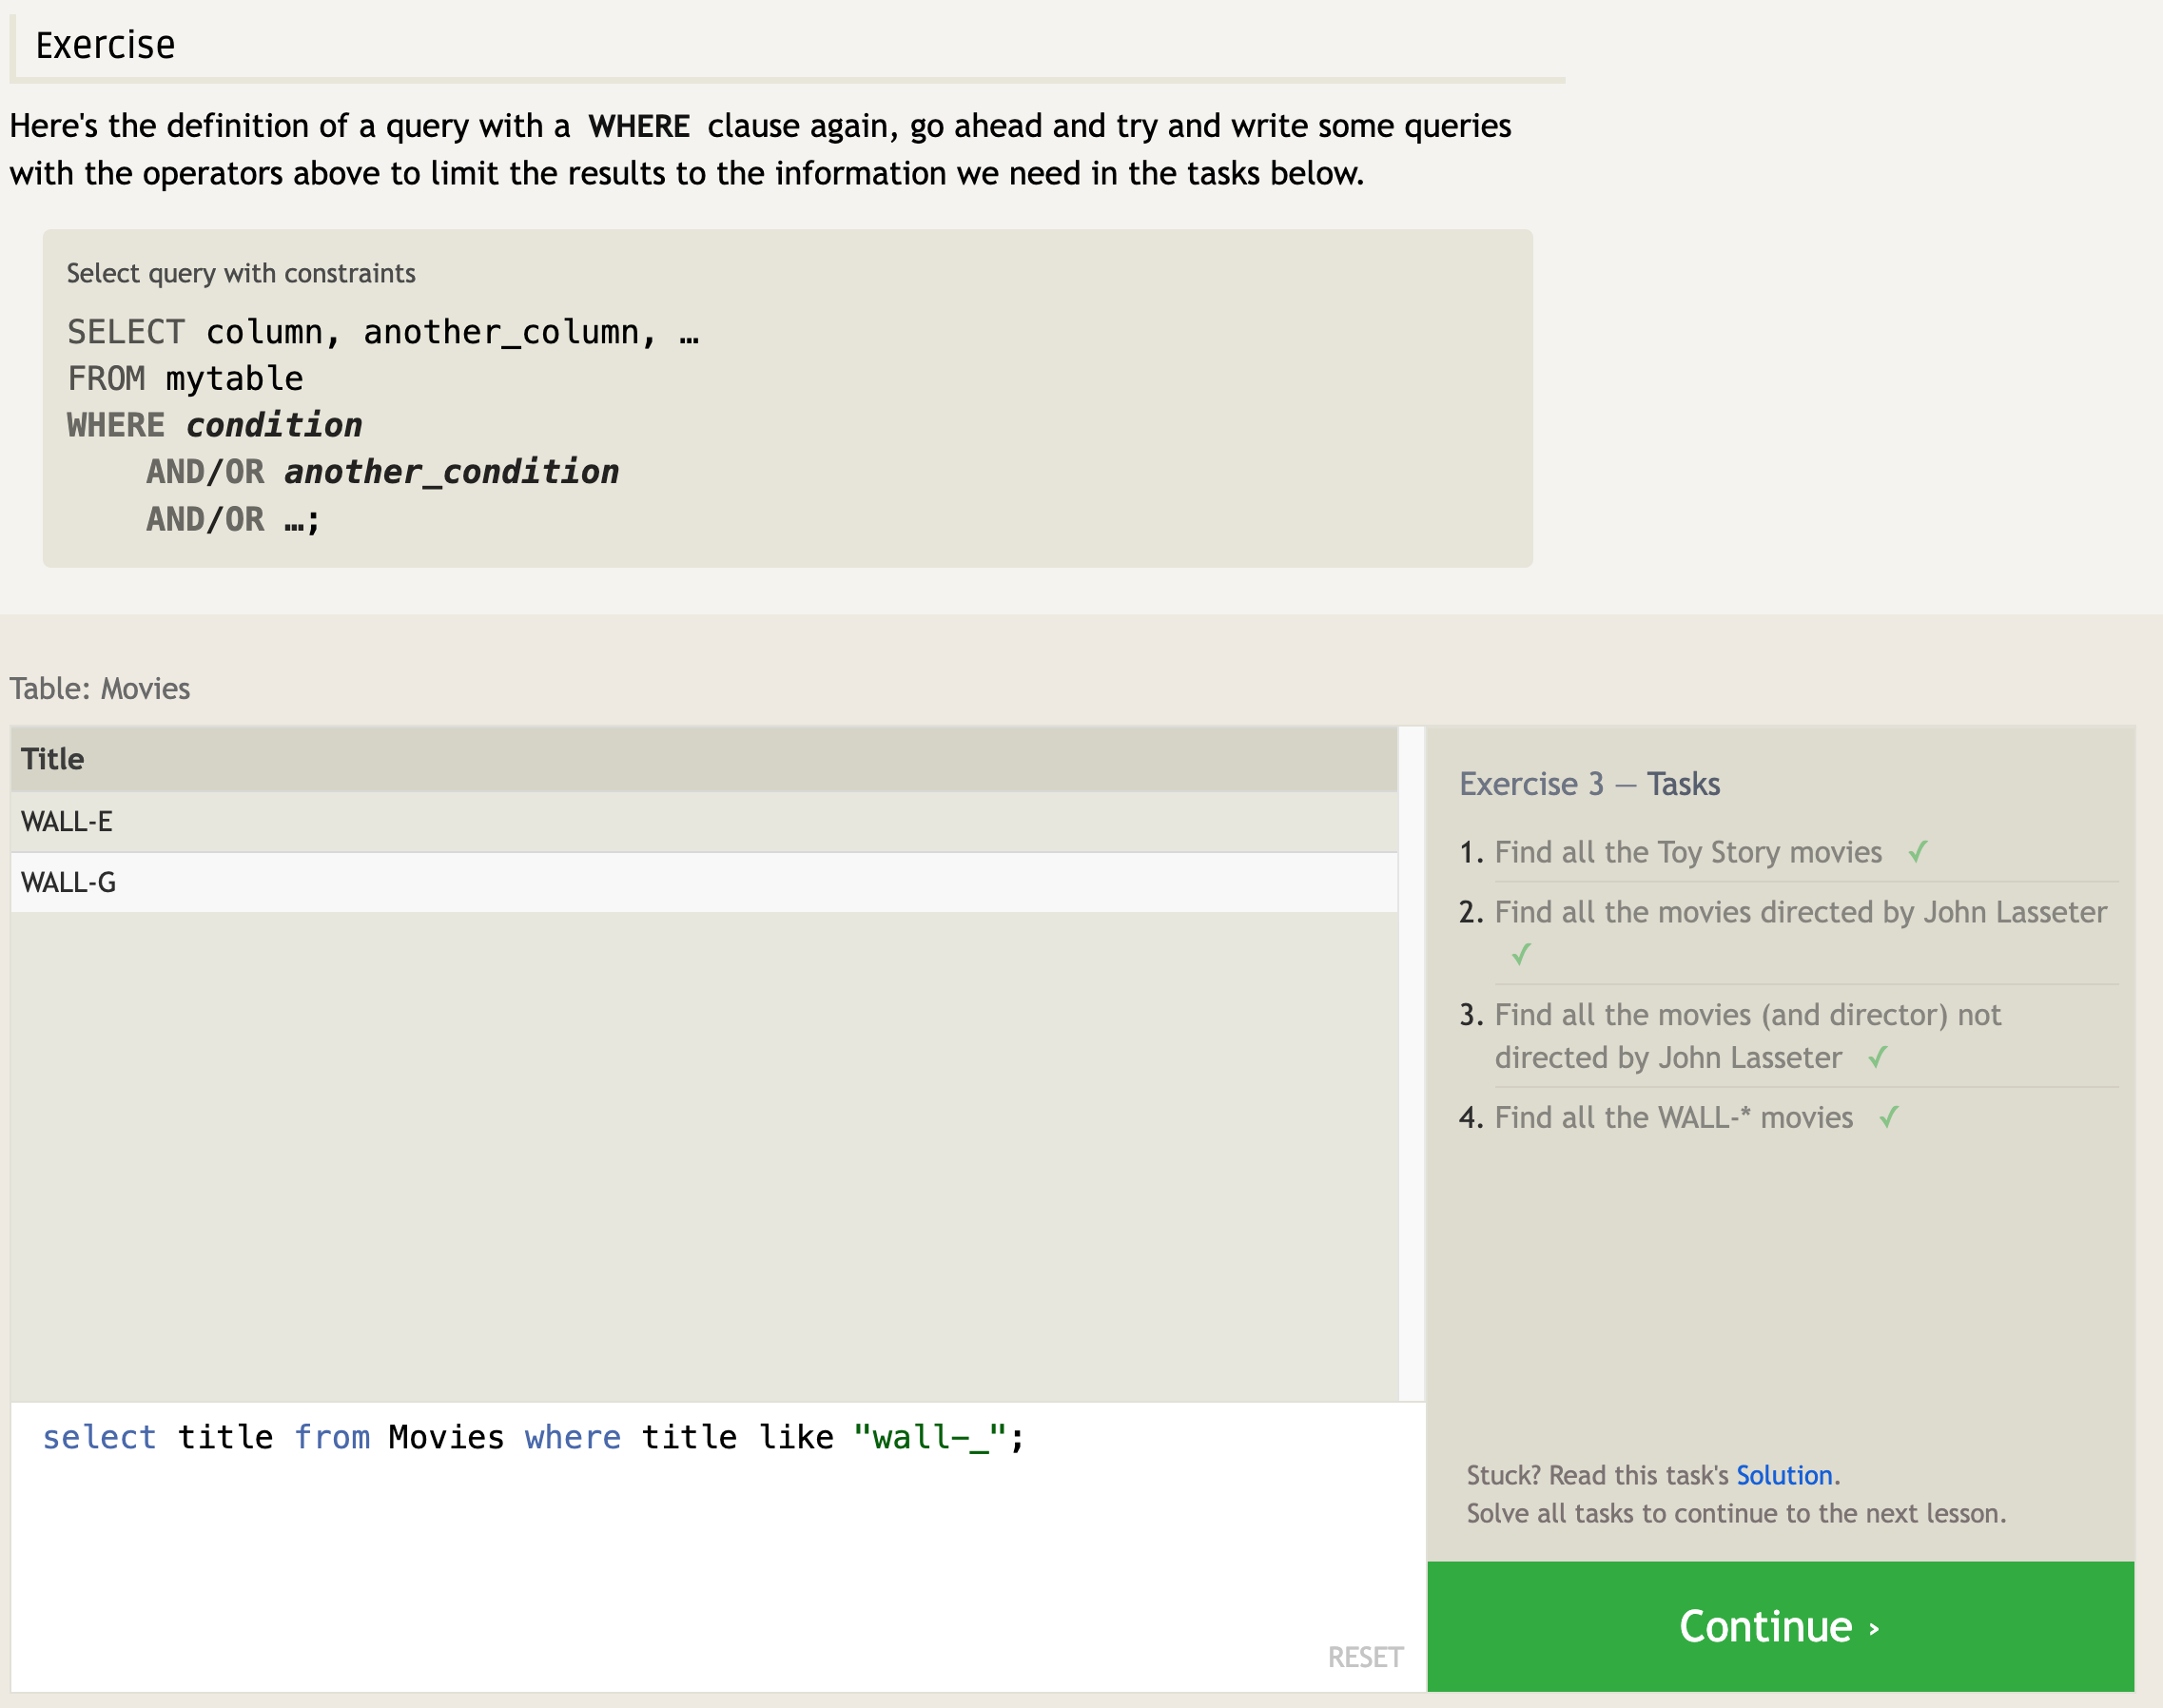 Exercise
Here's the definition of a query with a WHERE clause again, go ahead and try and write some queries
with the operators above to limit the results to the information we need in the tasks below.
Select query with constraints
SELECT column, another_column, …
FROM mytable
WHERE condition
AND/OR another_condition
AND/OR …;
Table: Movies
Title
WALL-E
WALL-G
select title from Movies where title like "wall-_";
RESET
Exercise 3 — Tasks
1. Find all the Toy Story movies ✓
2. Find all the movies directed by John Lasseter
✓
3. Find all the movies (and director) not
directed by John Lasseter ✓
4. Find all the WALL-* movies ✓
Stuck? Read this task's Solution.
Solve all tasks to continue to the next lesson.
Continue ›